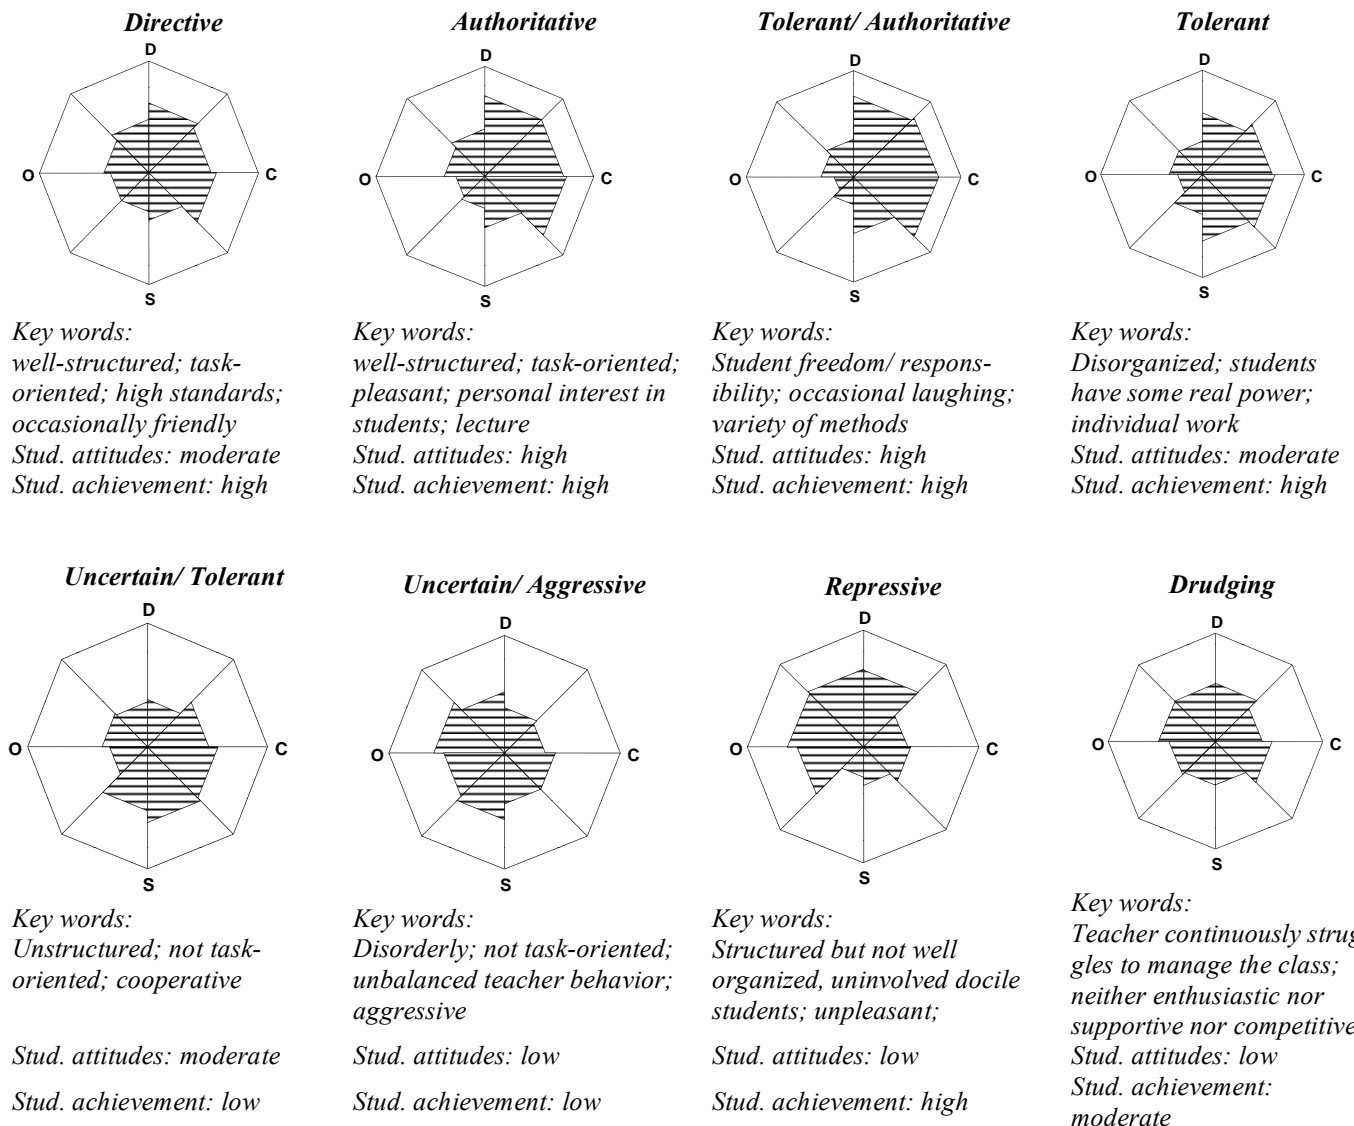 Directive
D
O
C
S
Key words:
well-structured; task-
oriented; high standards;
occasionally friendly
Stud. attitudes: moderate
Stud. achievement: high
Authoritative
D
O
C
S
Key words:
well-structured; task-oriented;
pleasant; personal interest in
students; lecture
Stud. attitudes: high
Stud. achievement: high
Tolerant/ Authoritative
D
O
C
S
Key words:
Student freedom/ respons-
ibility; occasional laughing;
variety of methods
Stud. attitudes: high
Stud. achievement: high
Tolerant
D
O
C
S
Key words:
Disorganized; students
have some real power;
individual work
Stud. attitudes: moderate
Stud. achievement: high
Uncertain/ Tolerant
D
O
C
S
Key words:
Unstructured; not task-
oriented; cooperative
Stud. attitudes: moderate
Stud. achievement: low
Uncertain/ Aggressive
D
O
C
S
Key words:
Disorderly; not task-oriented;
unbalanced teacher behavior;
aggressive
Stud. attitudes: low
Stud. achievement: low
Repressive
D
O
C
S
Key words:
Structured but not well
organized, uninvolved docile
students; unpleasant;
Stud. attitudes: low
Stud. achievement: high
Drudging
D
O
C
S
Key words:
Teacher continuously strug
gles to manage the class;
neither enthusiastic nor
supportive nor competitive
Stud. attitudes: low
Stud. achievement:
moderate